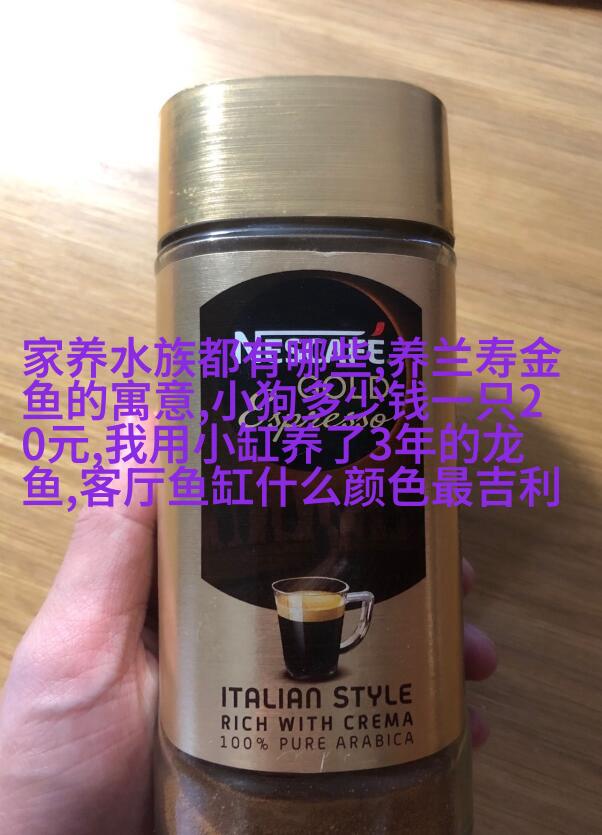 家养水族都有哪些,养兰寿金
鱼的寓意,小狗多少钱一只2
0元,我用小缸养了3年的龙
鱼,客厅鱼缸什么颜色最吉利
NESCAFÉ
GOLD
Espresso
ITALIAN STYLE
RICH WITH CREMA
100% PURE ARABICA